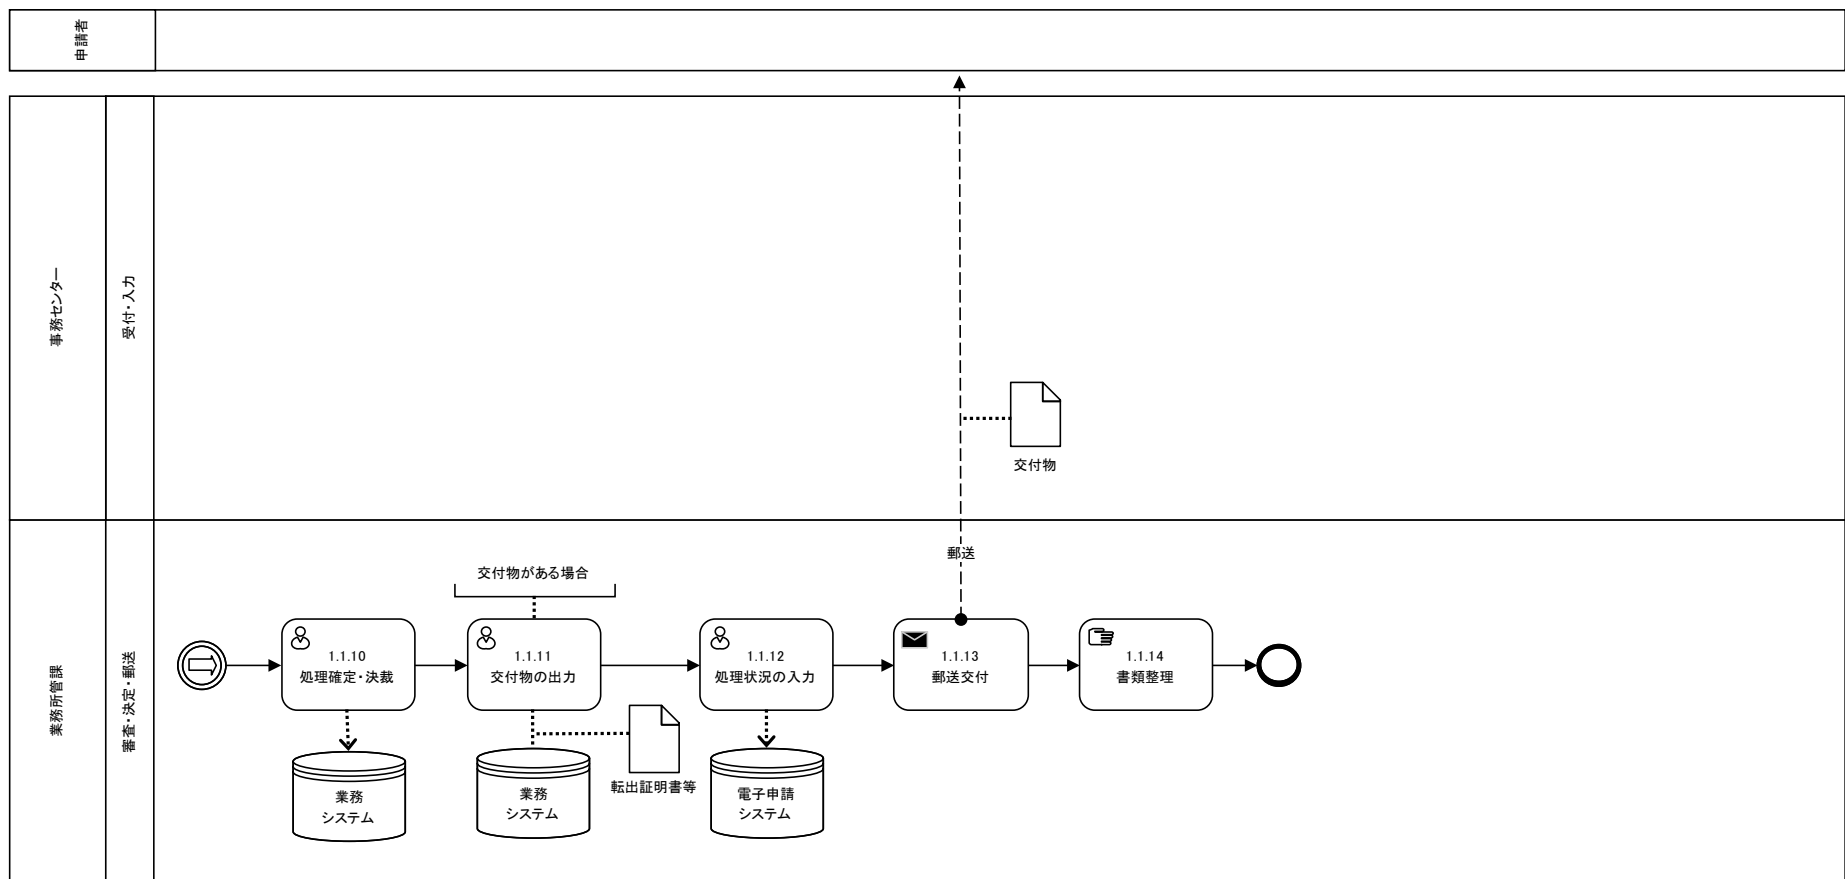 申請者
事務センター
受付・入力
交付物
郵送
業務所管課
審査・決定・郵送
交付物がある場合
1.1.10
処理確定・決裁
1.1.11
交付物の出力
1.1.12
処理状況の入力
1.1.13
郵送交付
1.1.14
書類整理
業務
システム
業務
システム
転出証明書等
電子申請
システム